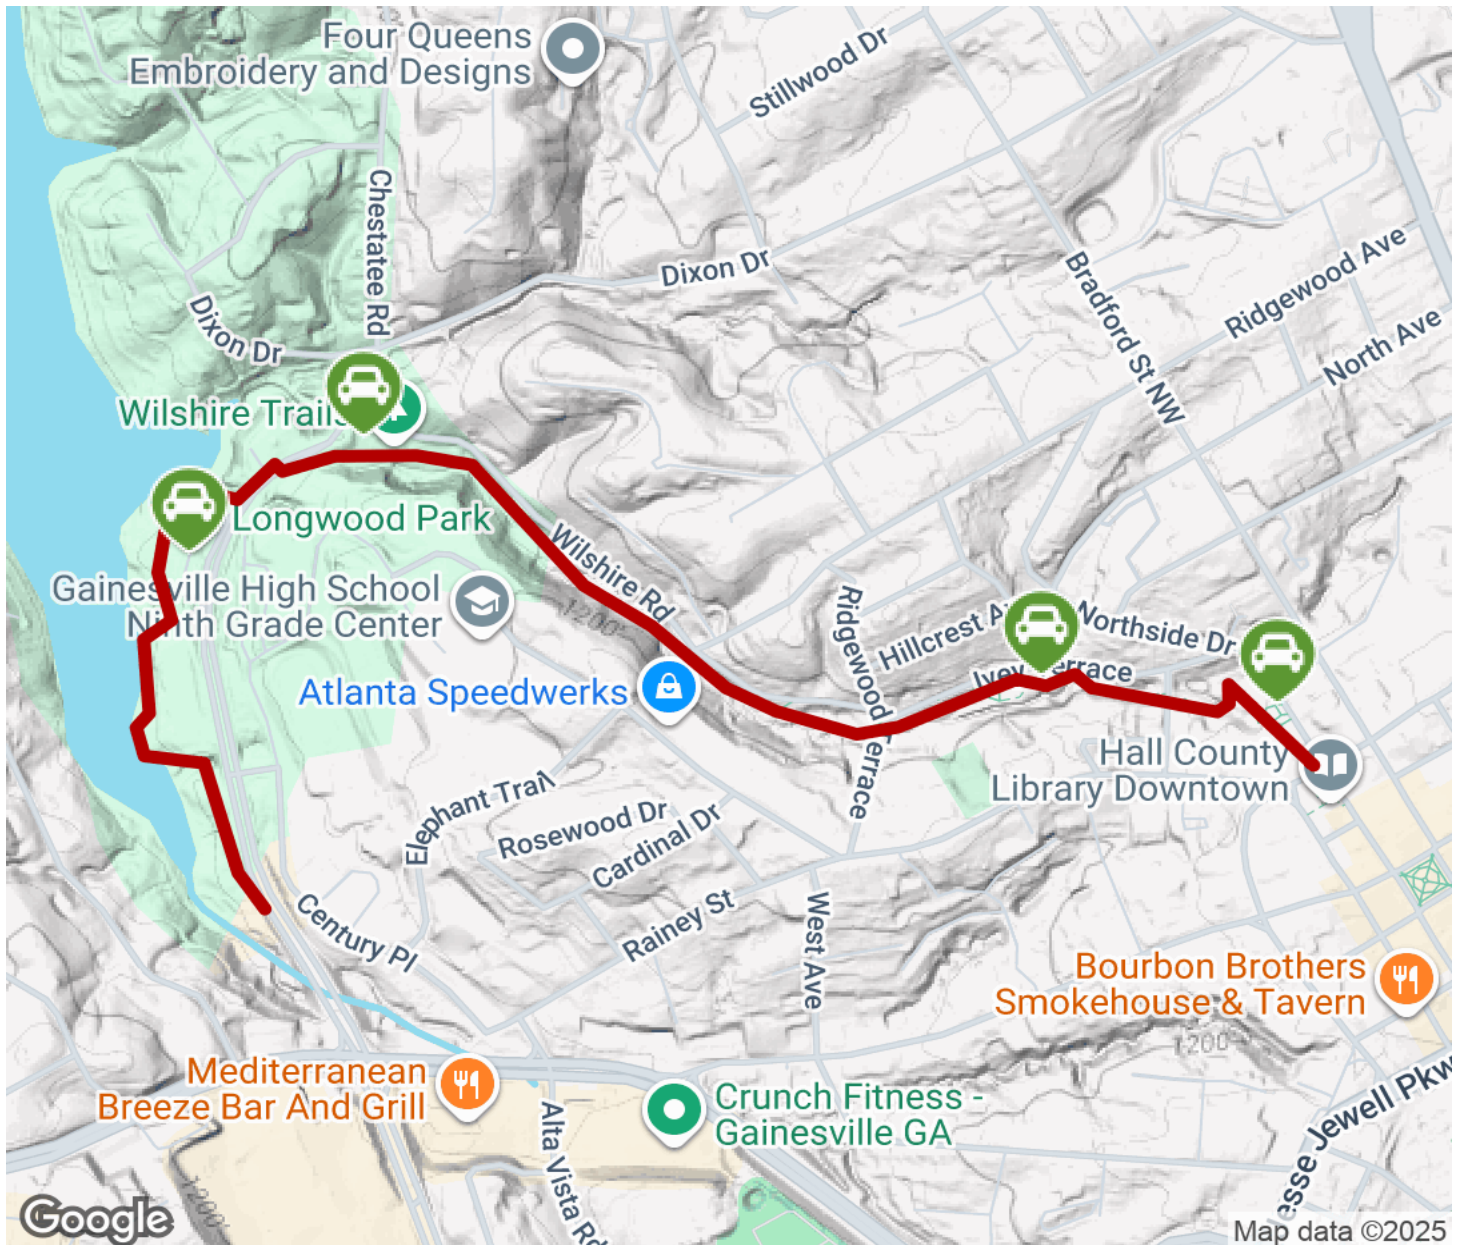 Four Queens
Embroidery and Designs
Stillwood Dr
Chestatee Rd
Dixon Dr
Bradford St NW
Ridgewood Ave
North Ave
Dixon Dr
Wilshire Trails
Longwood Park
Wilshire Rd
Gainesville High School
Ninth Grade Center
1200'
Ridgewood Terrace
Hillcrest Av
Northside Dr
Ivey Terrace
Atlanta Speedwerks
Hall County
Library Downtown
Elephant Trail
Rosewood Dr
Cardinal Dr
Rainey St
West Ave
Century Pl
Bourbon Brothers
Smokehouse & Tavern
1200'
Mediterranean
Breeze Bar And Grill
Crunch Fitness -
Gainesville GA
Alta Vista Rd
esse Jewell Pkw
1200'
Google
Map data ©2025